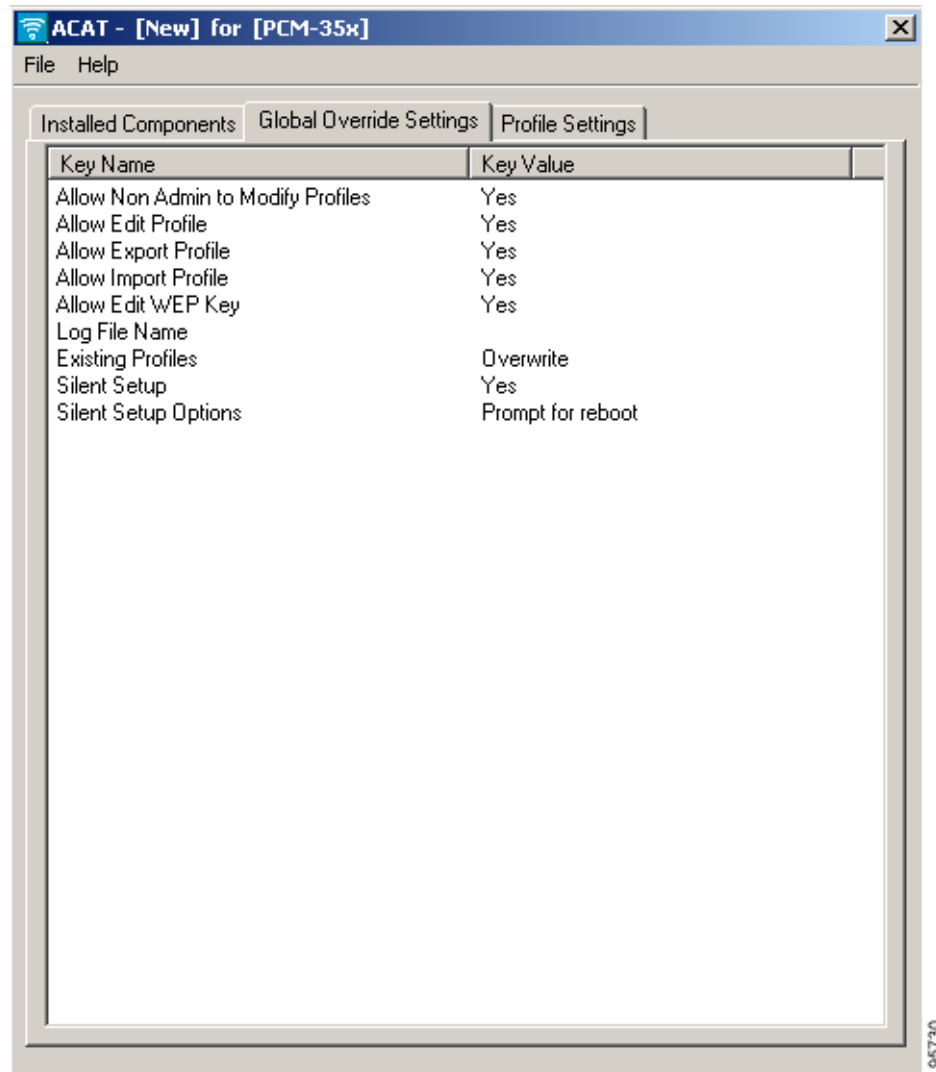 ACAT - [New] for [PCM-35x]
File Help
Installed Components Global Override Settings Profile Settings
Key Name Key Value
Allow Non Admin to Modify Profiles Yes
Allow Edit Profile Yes
Allow Export Profile Yes
Allow Import Profile Yes
Allow Edit WEP Key Yes
Log File Name
Existing Profiles Overwrite
Silent Setup Yes
Silent Setup Options Prompt for reboot
95730